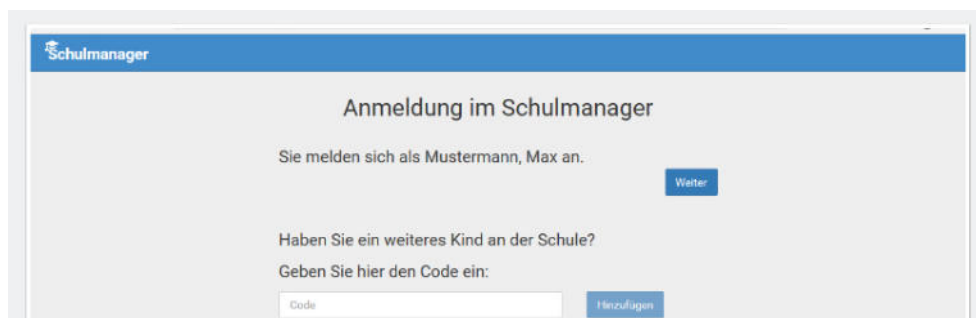 Schulmanager
Anmeldung im Schulmanager
Sie melden sich als Mustermann, Max an.
Weiter
Haben Sie ein weiteres Kind an der Schule?
Geben Sie hier den Code ein:
Code
Hinzufügen